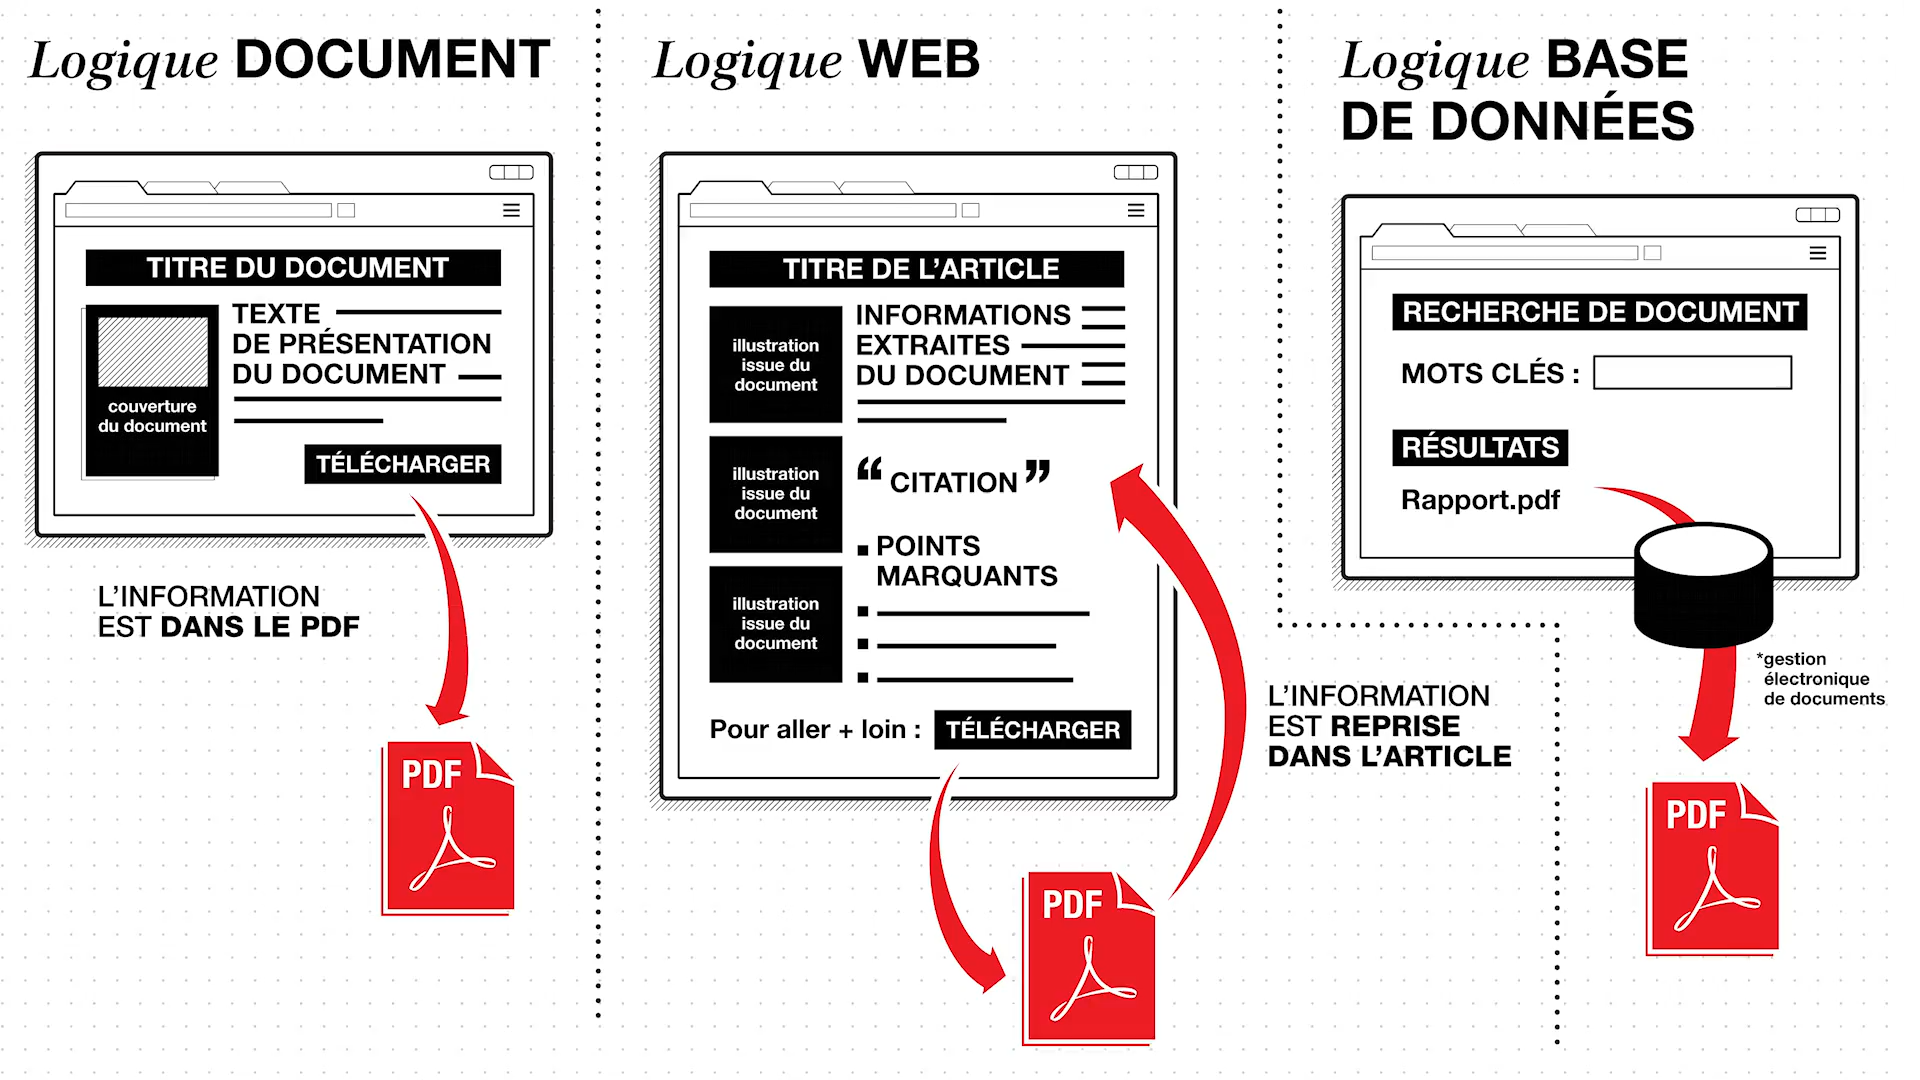 Logique DOCUMENT
TITRE DU DOCUMENT
TEXTE
DE PRÉSENTATION
DU DOCUMENT
couverture
du document
TÉLÉCHARGER
L’INFORMATION
EST DANS LE PDF
PDF
Logique WEB
TITRE DE L’ARTICLE
illustration
issue du
document
INFORMATIONS
EXTRAITES
DU DOCUMENT
illustration
issue du
document
“ CITATION ”
illustration
issue du
document
POINTS
MARQUANTS
Pour aller + loin :
TÉLÉCHARGER
L’INFORMATION
EST REPRISE
DANS L’ARTICLE
PDF
Logique BASE
DE DONNÉES
RECHERCHE DE DOCUMENT
MOTS CLÉS :
RÉSULTATS
Rapport.pdf
*gestion
électronique
de documents
PDF